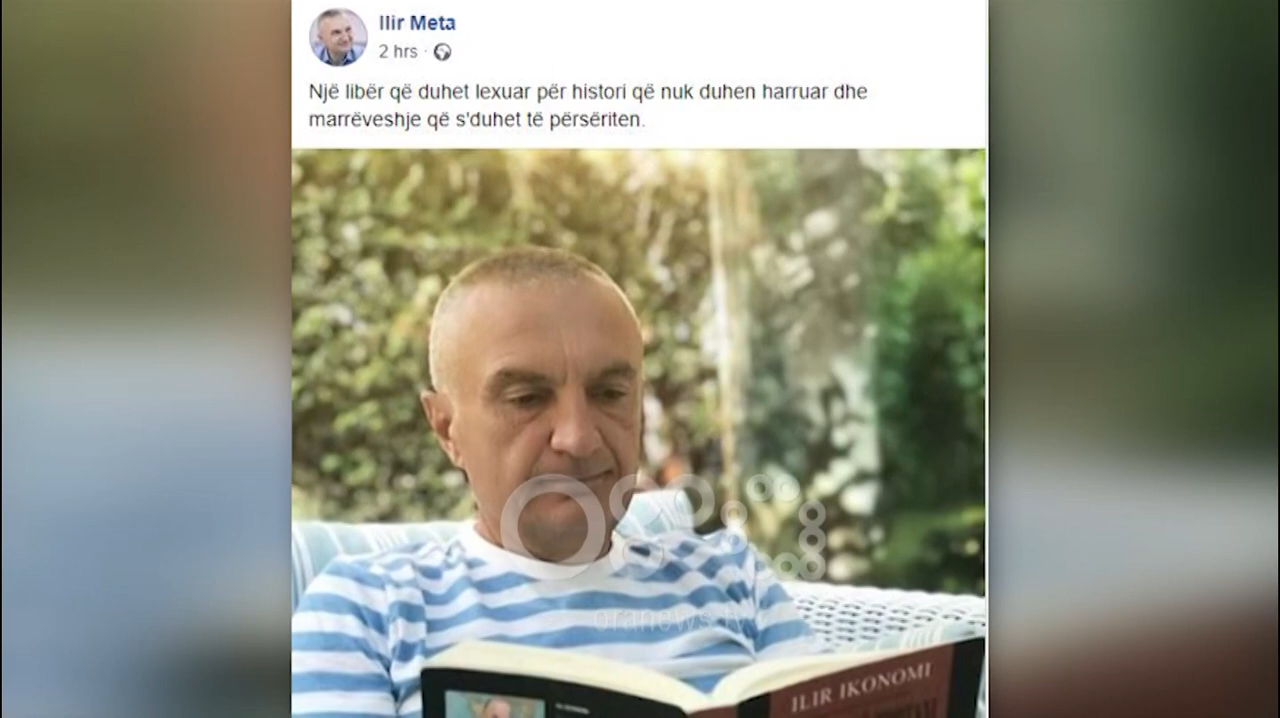 Ilir Meta
2 hrs ·
Një libër që duhet lexuar për histori që nuk duhen harruar dhe
marrëveshje që s'duhet të përsëriten.
oranews.tv
ILIR IKONOMI